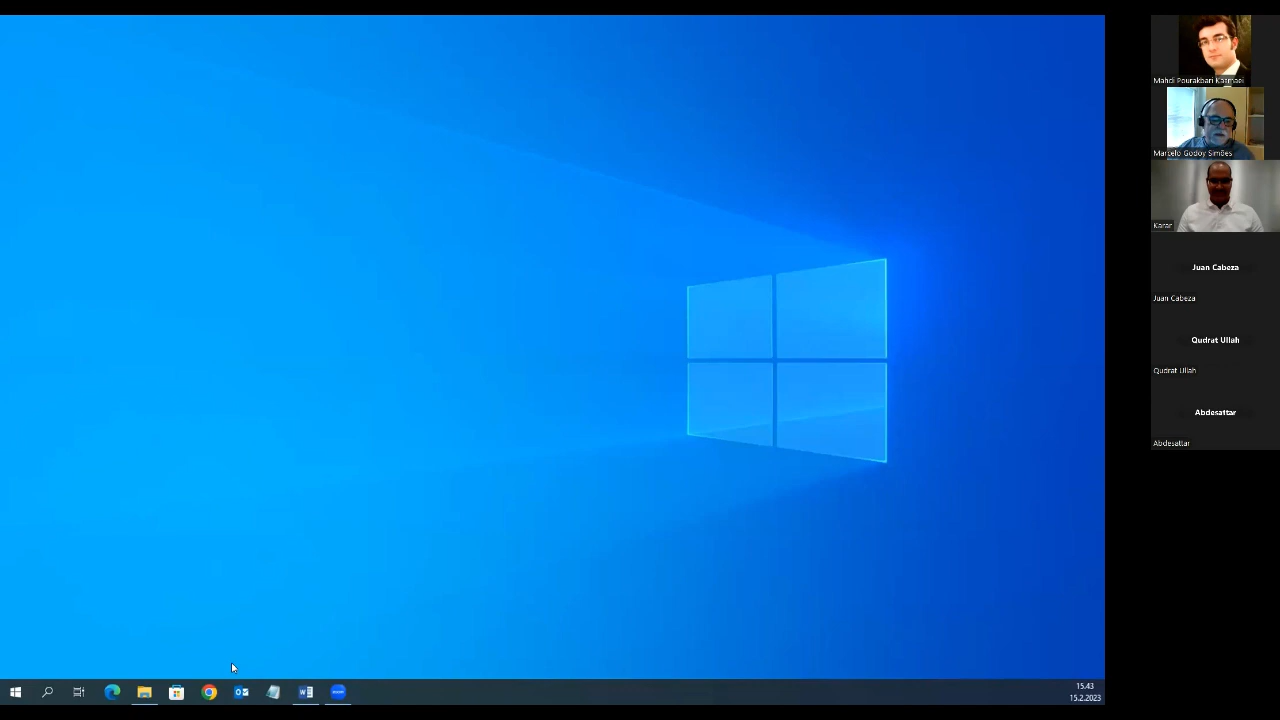 Mahdi Pourakbari Kasmaei
Marcelo Godoy Simões
Karar
Juan Cabeza
Juan Cabeza
Qudrat Ullah
Qudrat Ullah
Abdesattar
Abdesattar
15.43
15.2.2023